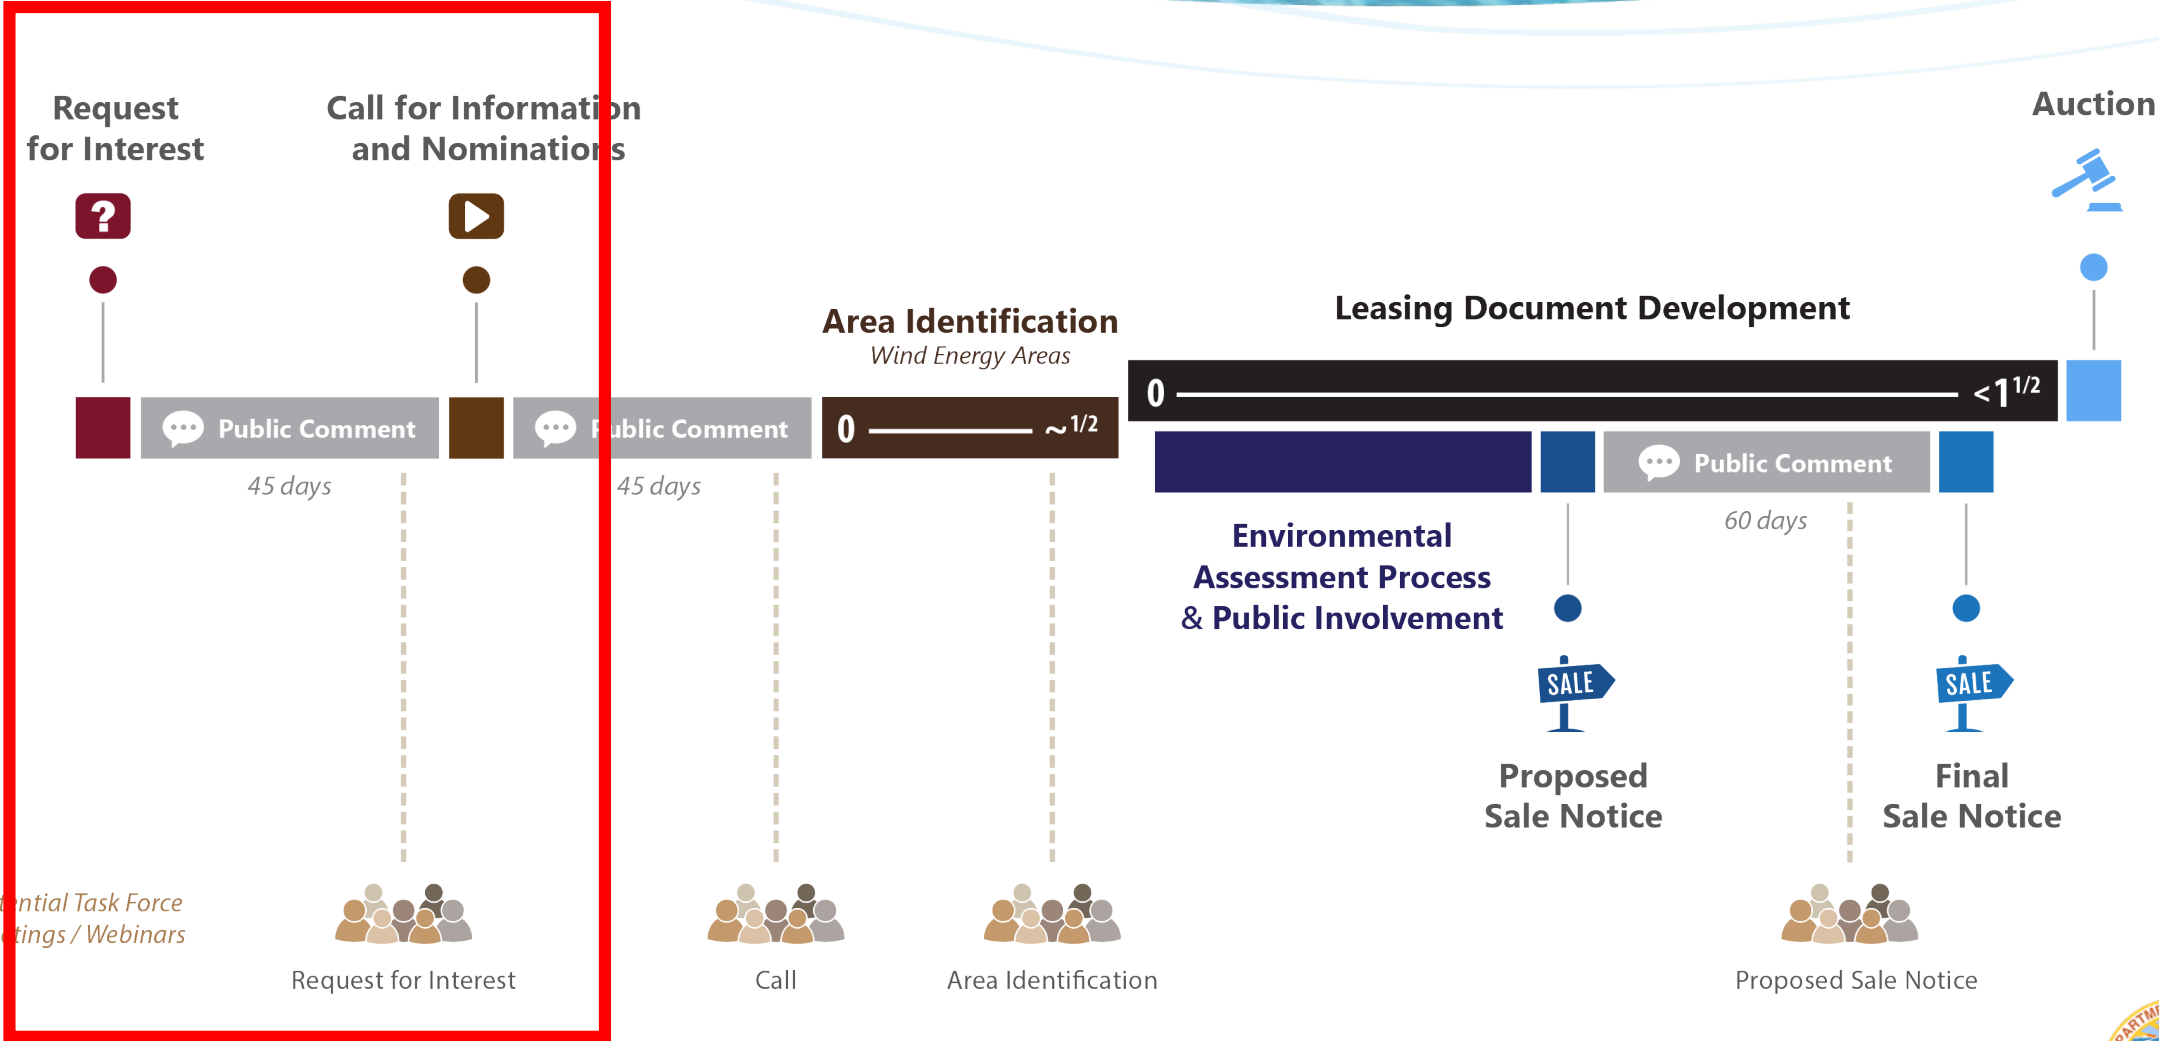 Request
for Interest
Call for Information
and Nominations
Auction
?
Area Identification
Wind Energy Areas
Leasing Document Development
0 <1 1/2
Public Comment
Public Comment
0 ~1/2
Public Comment
45 days
45 days
60 days
Environmental
Assessment Process
& Public Involvement
SALE
SALE
Proposed
Sale Notice
Final
Sale Notice
Task Force
/ Webinars
Request for Interest
Call
Area Identification
Proposed Sale Notice